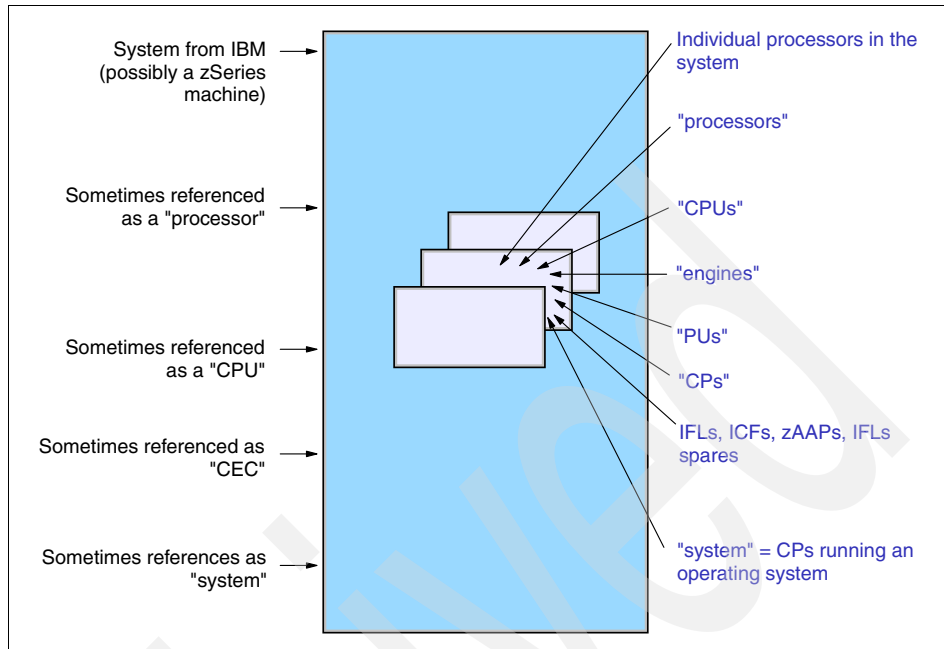 System from IBM
(possibly a zSeries
machine)
Sometimes referenced
as a "processor"
Sometimes referenced
as a "CPU"
Sometimes referenced as
"CEC"
Sometimes references as
"system"
Individual processors in the
system
"processors"
"CPUs"
"engines"
"PUs"
"CPs"
IFLs, ICFs, zAAPs, IFLs
spares
"system" = CPs running an
operating system